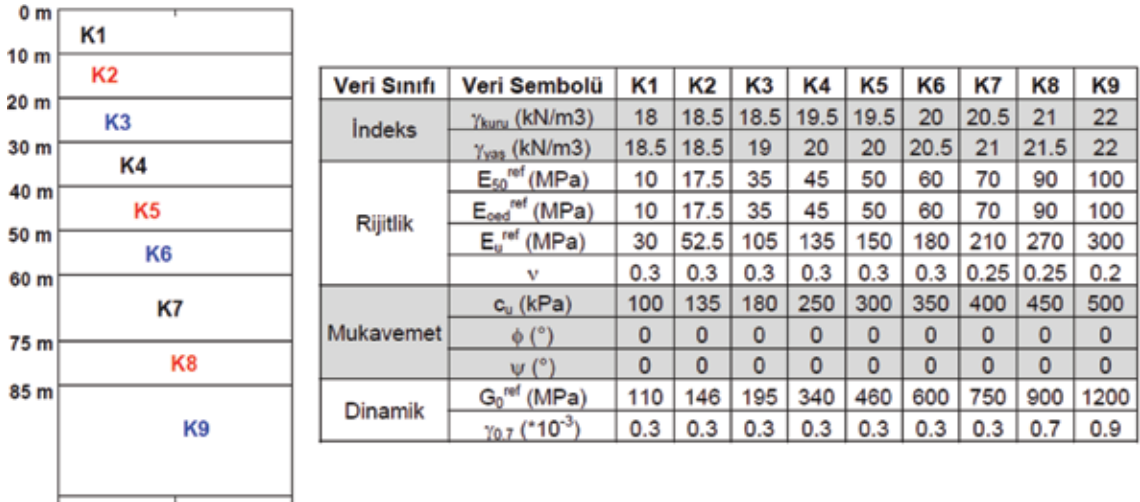 0 m
K1
10 m
K2
20 m
K3
30 m
K4
40 m
K5
50 m
K6
60 m
K7
75 m
K8
85 m
K9
Veri Sınıfı Veri Sembolü K1 K2 K3 K4 K5 K6 K7 K8 K9
İndeks
γkuru (kN/m3) 18 18.5 18.5 19.5 19.5 20 20.5 21 22
γyaş (kN/m3) 18.5 18.5 19 20 20 20.5 21 21.5 22
Rijitlik
E50ref (MPa) 10 17.5 35 45 50 60 70 90 100
Eoedref (MPa) 10 17.5 35 45 50 60 70 90 100
Euref (MPa) 30 52.5 105 135 150 180 210 270 300
ν 0.3 0.3 0.3 0.3 0.3 0.3 0.25 0.25 0.2
Mukavemet
cu (kPa) 100 135 180 250 300 350 400 450 500
ϕ (°) 0 0 0 0 0 0 0 0 0
ψ (°) 0 0 0 0 0 0 0 0 0
Dinamik
G0ref (MPa) 110 146 195 340 460 600 750 900 1200
γ0.7 (*10-3) 0.3 0.3 0.3 0.3 0.3 0.3 0.3 0.7 0.9